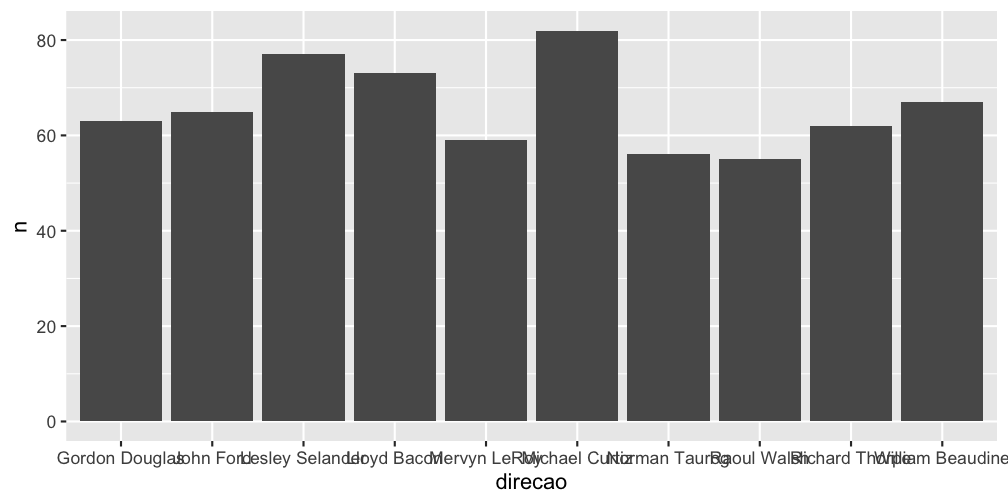 80
60
n
40
20
0
Gordon Douglas John Ford Lesley Selander Lloyd Bacon Mervyn LeRoy Michael Curtiz Norman Taurog Raoul Walsh Richard Thorpe William Beaudine
direcao